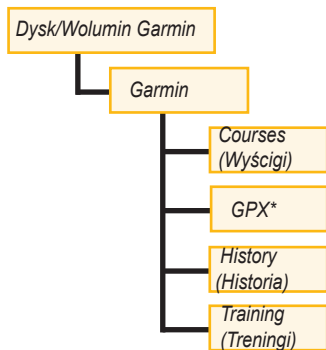 Dysk/Wolumin Garmin
Garmin
Courses
(Wyścigi)
GPX*
History
(Historia)
Training
(Treningi)